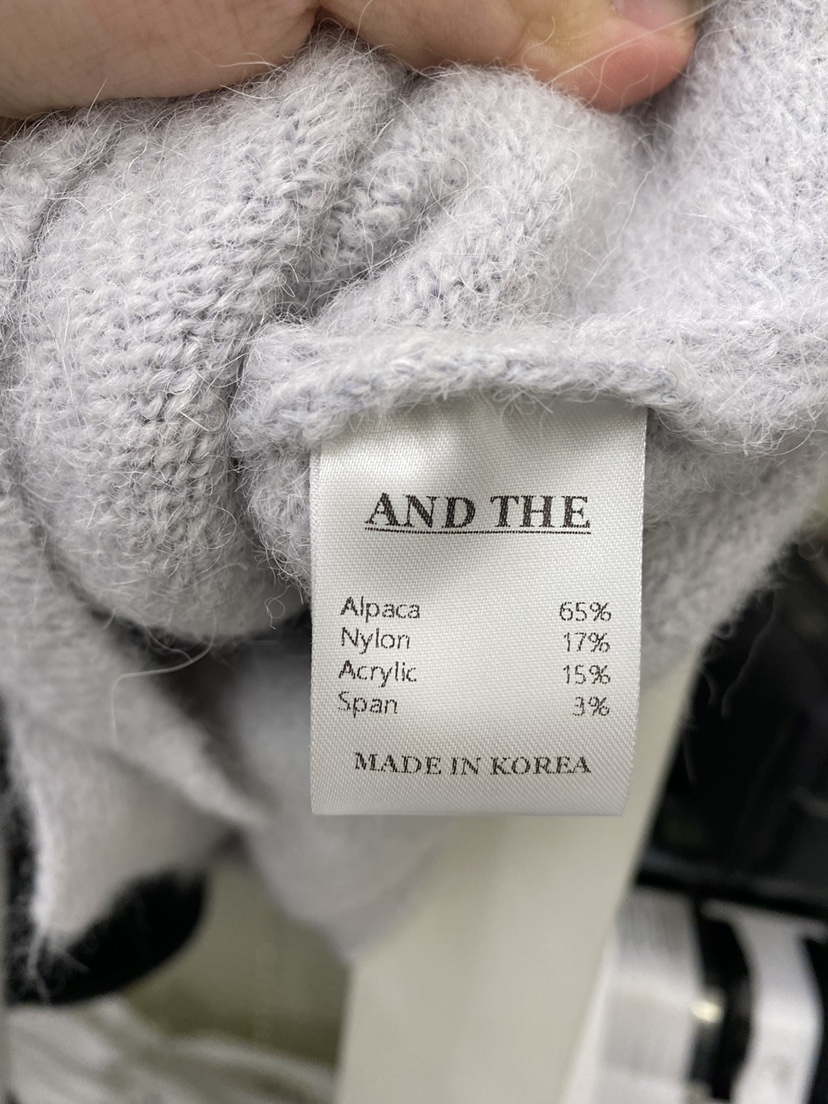 AND THE
Alpaca 65%
Nylon 17%
Acrylic 15%
Span 3%
MADE IN KOREA